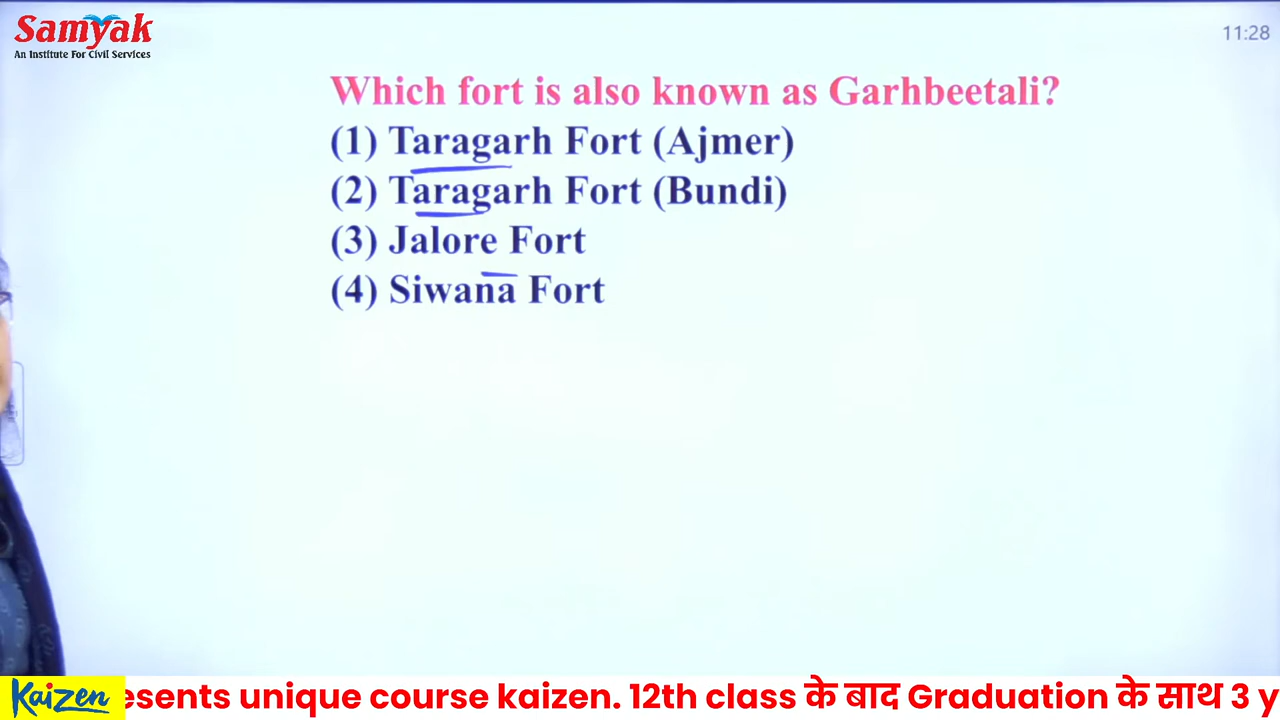 Samyak
An Institute For Civil Services
11:28
Which fort is also known as Garhbeetali?
(1) Taragarh Fort (Ajmer)
(2) Taragarh Fort (Bundi)
(3) Jalore Fort
(4) Siwana Fort
Kaizen
esents unique course kaizen. 12th class के बाद Graduation के साथ 3 y